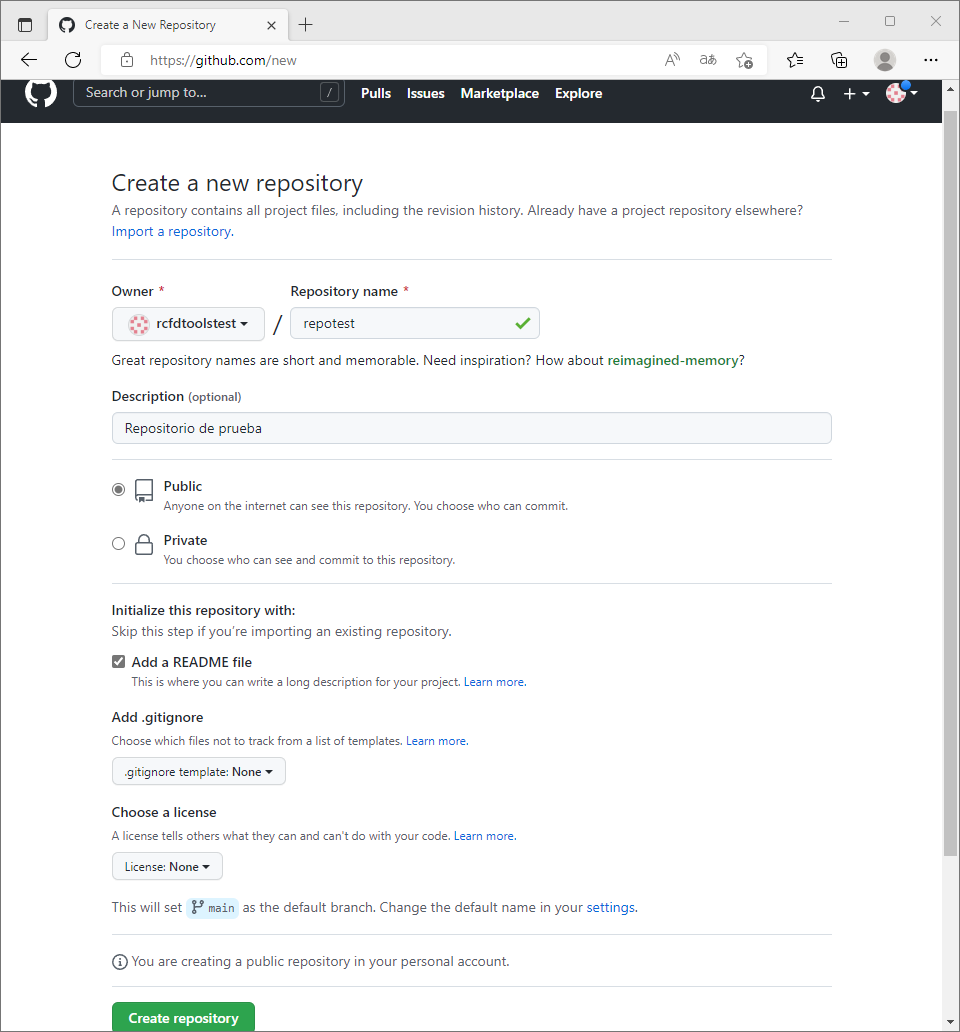 Create a New Repository
https://github.com/new
Search or jump to...
/
Pulls
Issues
Marketplace
Explore
Create a new repository
A repository contains all project files, including the revision history. Already have a project repository elsewhere?
Import a repository.
Owner *
Repository name *
rcfdtoolstest
/
repotest
Great repository names are short and memorable. Need inspiration? How about reimagined-memory?
Description (optional)
Repositorio de prueba
Public
Anyone on the internet can see this repository. You choose who can commit.
Private
You choose who can see and commit to this repository.
Initialize this repository with:
Skip this step if you're importing an existing repository.
Add a README file
This is where you can write a long description for your project. Learn more.
Add .gitignore
Choose which files not to track from a list of templates. Learn more.
.gitignore template: None
Choose a license
A license tells others what they can and can't do with your code. Learn more.
License: None
This will set main as the default branch. Change the default name in your settings.
You are creating a public repository in your personal account.
Create repository